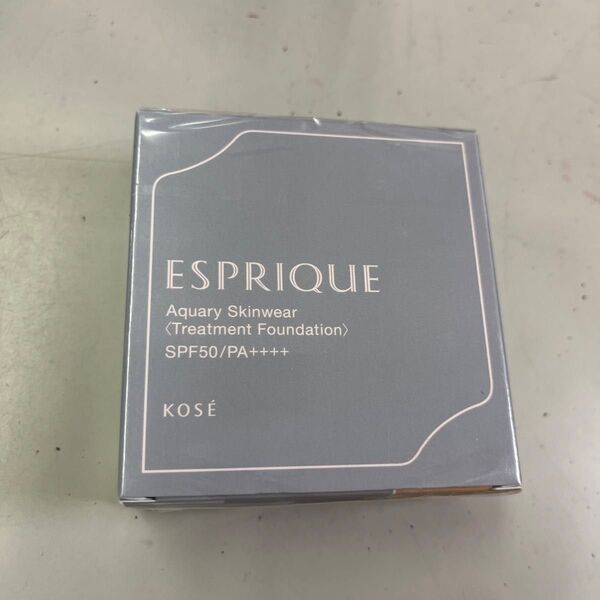 ESPRIQUE
Aquary Skinwear
〈Treatment Foundation〉
SPF50/PA++++
KOSÉ